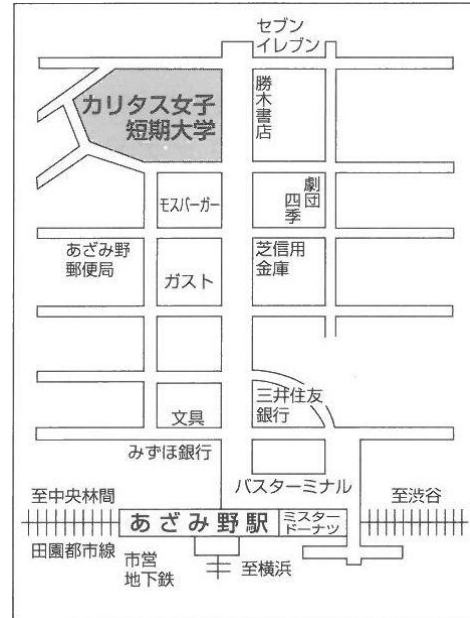 セブン
イレブン
カリタス女子
短期大学
勝木書店
モスバーガー
劇団
四季
あざみ野
郵便局
ガスト
芝信用
金庫
三井住友
銀行
文具
みずほ銀行
バスターミナル
至中央林間
至渋谷
あざみ野駅
ミスター
ドーナツ
田園都市線
市営
地下鉄
至横浜